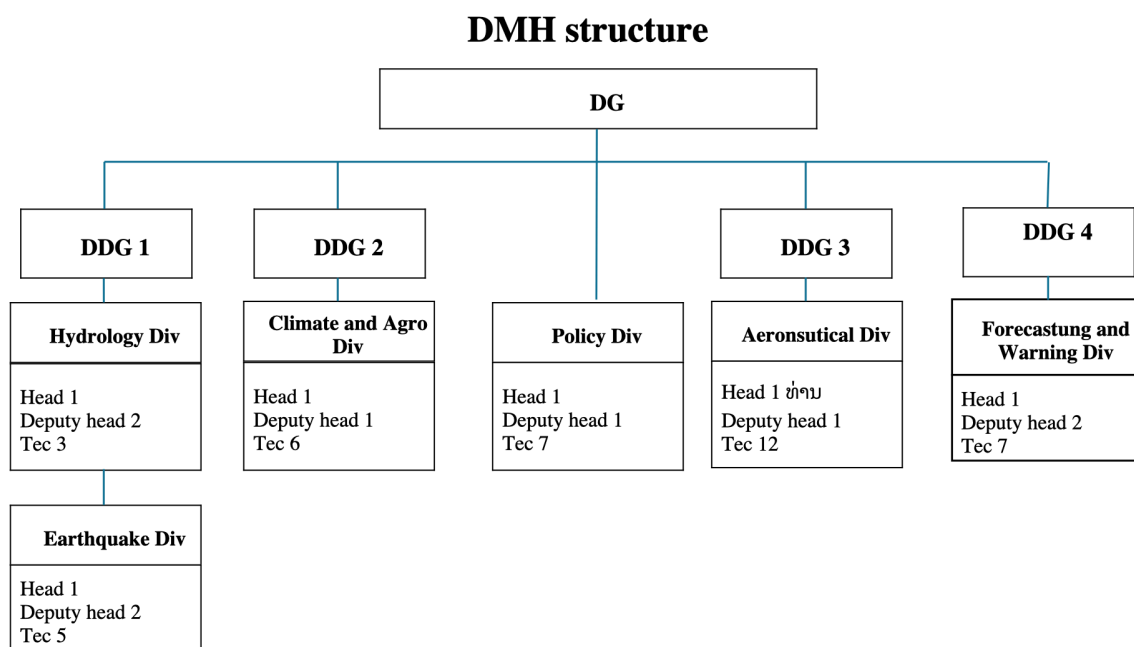 DMH structure
DG
DDG 1
DDG 2
DDG 3
DDG 4
Hydrology Div
Head 1
Deputy head 2
Tec 3
Climate and Agro
Div
Head 1
Deputy head 1
Tec 6
Policy Div
Head 1
Deputy head 1
Tec 7
Aeronsutical Div
Head 1 ທ່ານ
Deputy head 1
Tec 12
Forecastung and
Warning Div
Head 1
Deputy head 2
Tec 7
Earthquake Div
Head 1
Deputy head 2
Tec 5